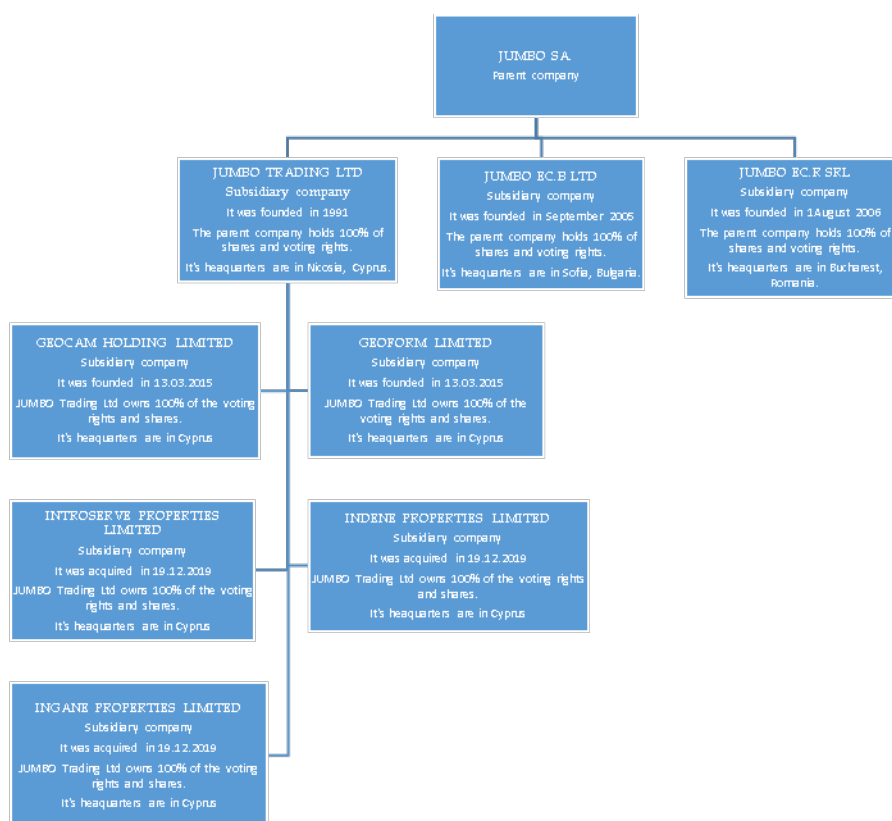 JUMBO SA
Parent company
JUMBO TRADING LTD
Subsidiary company
It was founded in 1991
The parent company holds 100% of
shares and voting rights.
It's heaquarters are in Nicosia, Cyprus.
JUMBO EC.B LTD
Subsidiary company
It was founded in September 2005
The parent company holds 100% of
shares and voting rights.
It's heaquarters are in Sofia, Bulgaria.
JUMBO EC.R SRL
Subsidiary company
It was founded in 1August 2006
The parent company holds 100% of
shares and voting rights.
It's heaquarters are in Bucharest,
Romania.
GEOCAM HOLDING LIMITED
Subsidiary company
It was founded in 13.03.2015
JUMBO Trading Ltd owns 100% of the voting
rights and shares.
It's heaquarters are in Cyprus
GEOFORM LIMITED
Subsidiary company
It was founded in 13.03.2015
JUMBO Trading Ltd owns 100% of the
voting rights and shares.
It's heaquarters are in Cyprus
INTROSERVE PROPERTIES
LIMITED
Subsidiary company
It was acquired in 19.12.2019
JUMBO Trading Ltd owns 100% of the voting
rights and shares.
It's heaquarters are in Cyprus
INDENE PROPERTIES LIMITED
Subsidiary company
It was acquired in 19.12.2019
JUMBO Trading Ltd owns 100% of the voting rights
and shares.
It's heaquarters are in Cyprus
INGANE PROPERTIES LIMITED
Subsidiary company
It was acquired in 19.12.2019
JUMBO Trading Ltd owns 100% of the voting
rights and shares.
It's heaquarters are in Cyprus